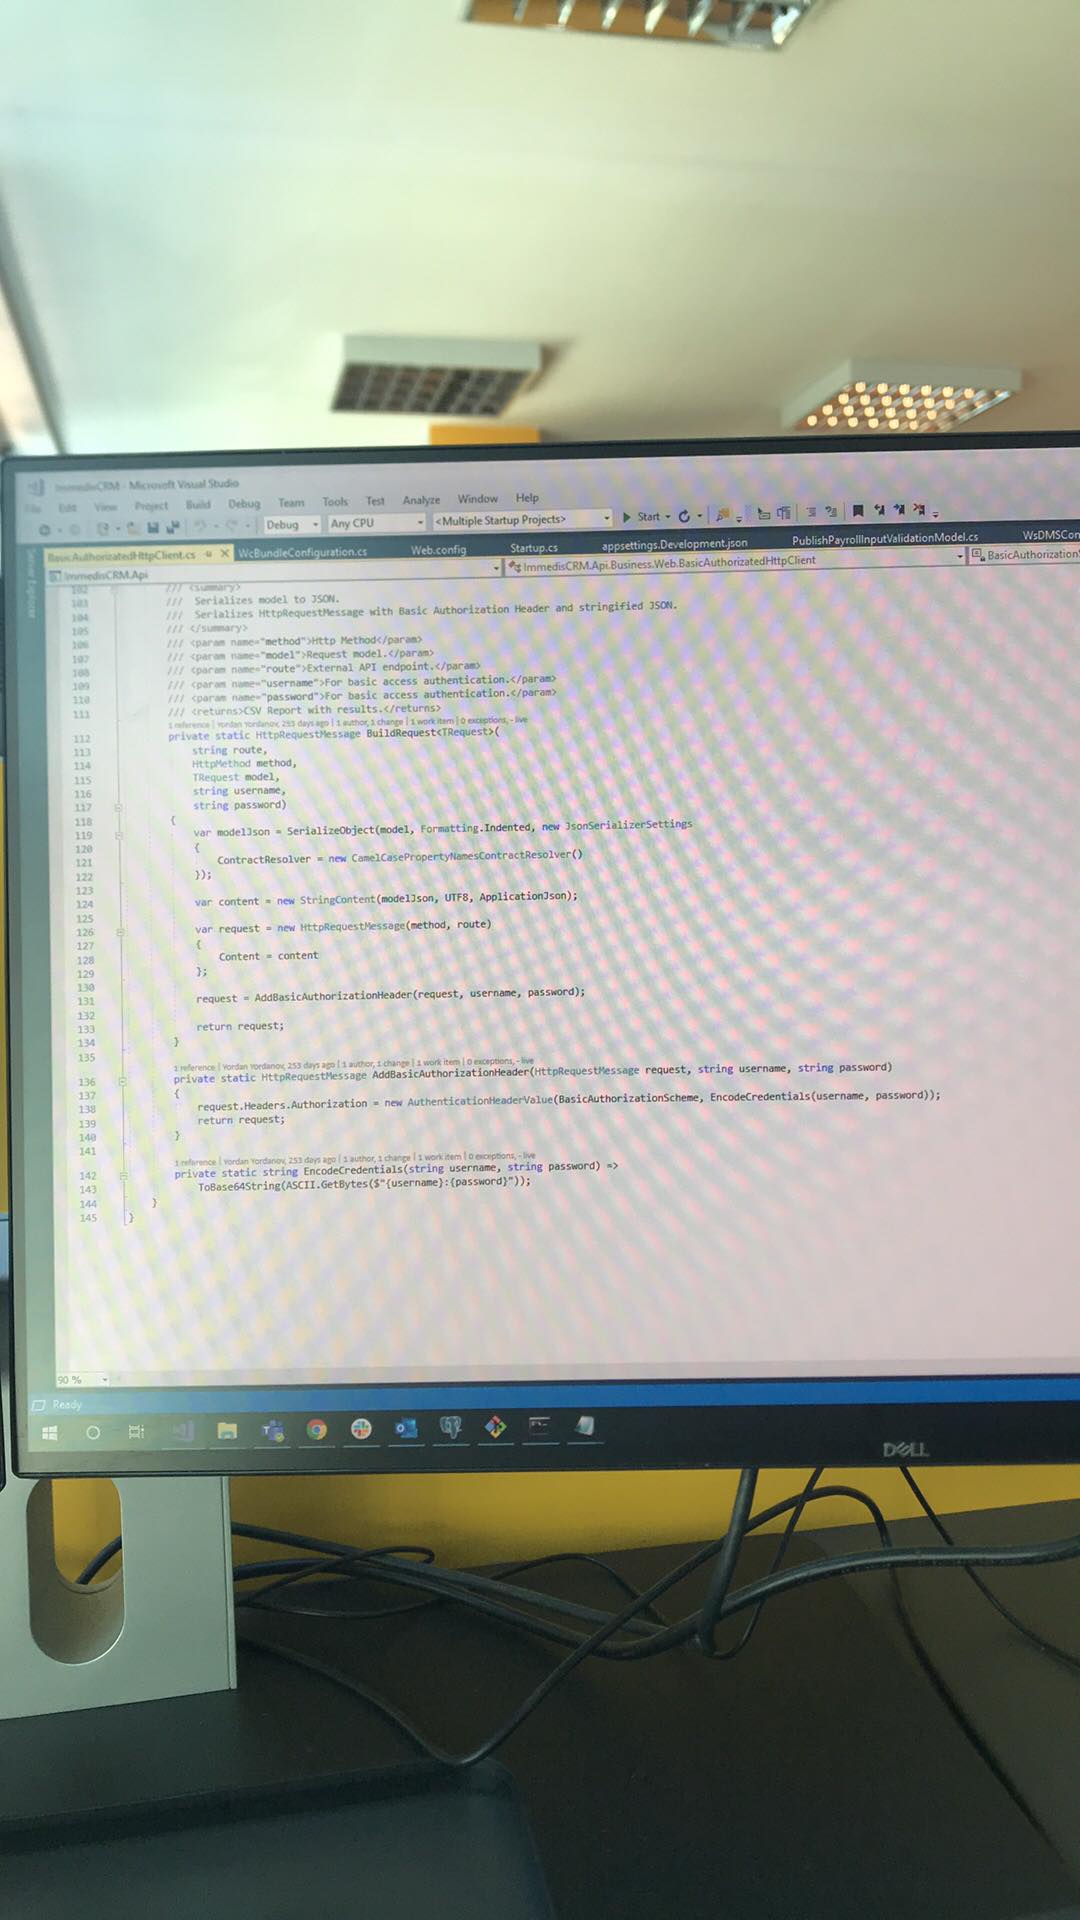 ImmedisCRM - Microsoft Visual Studio
File Edit View Project Build Debug Team Tools Test Analyze Window Help
Debug Any CPU <Multiple Startup Projects> Start
BasicAuthorizatedHttpClient.cs WcBundleConfiguration.cs Web.config Startup.cs appsettings.Development.json PublishPayrollInputValidationModel.cs WsDMSCon
ImmedisCRM.Api ImmedisCRM.Api.Business.Web.BasicAuthorizatedHttpClient BasicAuthorization
Server Explorer
102 /// <summary>
103 /// Serializes model to JSON.
104 /// Serializes HttpRequestMessage with Basic Authorization Header and stringified JSON.
105 /// </summary>
106 /// <param name="method">Http Method</param>
107 /// <param name="model">Request model.</param>
108 /// <param name="route">External API endpoint.</param>
109 /// <param name="username">For basic access authentication.</param>
110 /// <param name="password">For basic access authentication.</param>
111 /// <returns>CSV Report with results.</returns>
1 reference | Yordan Yordanov, 253 days ago | 1 author, 1 change | 1 work item | 0 exceptions, - live
112 private static HttpRequestMessage BuildRequest<TRequest>(
113 string route,
114 HttpMethod method,
115 TRequest model,
116 string username,
117 string password)
118 {
119 var modelJson = SerializeObject(model, Formatting.Indented, new JsonSerializerSettings
120 {
121 ContractResolver = new CamelCasePropertyNamesContractResolver()
122 });
123
124 var content = new StringContent(modelJson, UTF8, ApplicationJson);
125
126 var request = new HttpRequestMessage(method, route)
127 {
128 Content = content
129 };
130
131 request = AddBasicAuthorizationHeader(request, username, password);
132
133 return request;
134 }
135
1 reference | Yordan Yordanov, 253 days ago | 1 author, 1 change | 1 work item | 0 exceptions, - live
136 private static HttpRequestMessage AddBasicAuthorizationHeader(HttpRequestMessage request, string username, string password)
137 {
138 request.Headers.Authorization = new AuthenticationHeaderValue(BasicAuthorizationScheme, EncodeCredentials(username, password));
139 return request;
140 }
141
1 reference | Yordan Yordanov, 253 days ago | 1 author, 1 change | 1 work item | 0 exceptions, - live
142 private static string EncodeCredentials(string username, string password) =>
143 ToBase64String(ASCII.GetBytes($"{username}:{password}"));
144 }
145 }
90 %
Ready
DELL